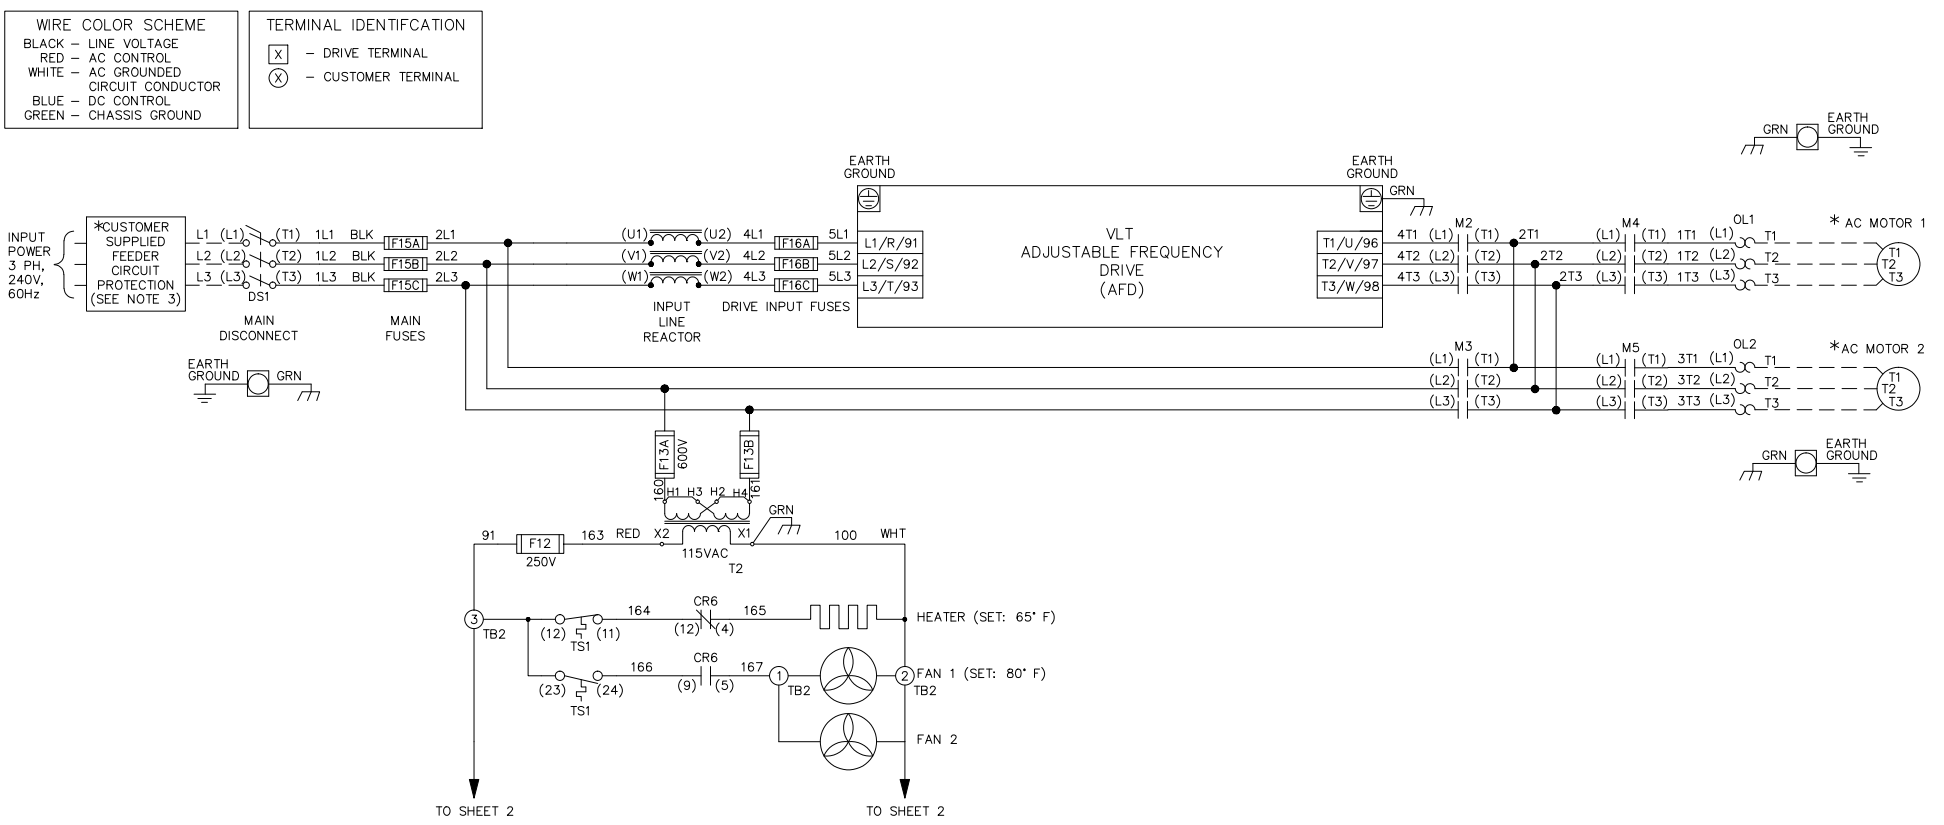 WIRE COLOR SCHEME
BLACK – LINE VOLTAGE
RED – AC CONTROL
WHITE – AC GROUNDED
CIRCUIT CONDUCTOR
BLUE – DC CONTROL
GREEN – CHASSIS GROUND
TERMINAL IDENTIFCATION
X – DRIVE TERMINAL
X – CUSTOMER TERMINAL
GRN
EARTH
GROUND
EARTH
GROUND
EARTH
GROUND
GRN
INPUT
POWER
3 PH,
240V,
60Hz
*CUSTOMER
SUPPLIED
FEEDER
CIRCUIT
PROTECTION
(SEE NOTE 3)
L1 (L1) (T1) 1L1 BLK F15A 2L1 (U1) (U2) 4L1 F16A 5L1 L1/R/91
L2 (L2) (T2) 1L2 BLK F15B 2L2 (V1) (V2) 4L2 F16B 5L2 L2/S/92
L3 (L3) (T3) 1L3 BLK F15C 2L3 (W1) (W2) 4L3 F16C 5L3 L3/T/93
DS1
MAIN
DISCONNECT
MAIN
FUSES
INPUT
LINE
REACTOR
DRIVE INPUT FUSES
VLT
ADJUSTABLE FREQUENCY
DRIVE
(AFD)
M2 M4 OL1 * AC MOTOR 1
T1/U/96 4T1 (L1) (T1) 2T1 (L1) (T1) 1T1 (L1) T1 T1
T2/V/97 4T2 (L2) (T2) 2T2 (L2) (T2) 1T2 (L2) T2 T2
T3/W/98 4T3 (L3) (T3) 2T3 (L3) (T3) 1T3 (L3) T3 T3
M3 M5 OL2 *AC MOTOR 2
(L1) (T1) (L1) (T1) 3T1 (L1) T1 T1
(L2) (T2) (L2) (T2) 3T2 (L2) T2 T2
(L3) (T3) (L3) (T3) 3T3 (L3) T3 T3
EARTH
GROUND GRN
GRN
EARTH
GROUND
F13A
600V
F13B
160 H1 H3 H2 H4 161
GRN
91 F12 163 RED X2 X1 100 WHT
250V
115VAC
T2
3
TB2
(12) (11)
TS1
164
CR6
(12) (4)
165
HEATER (SET: 65° F)
(23) (24)
TS1
166
CR6
(9) (5)
167
1
TB2
2
TB2
FAN 1 (SET: 80° F)
FAN 2
TO SHEET 2
TO SHEET 2